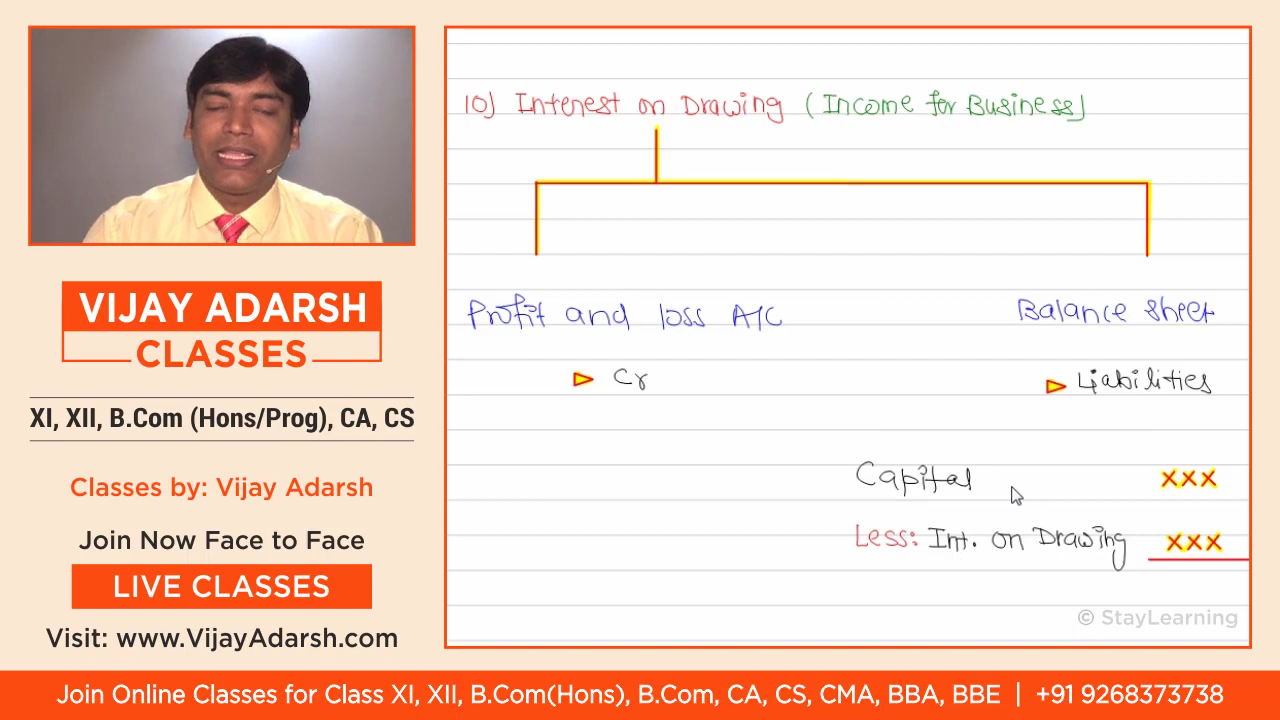 VIJAY ADARSH
CLASSES
XI, XII, B.Com (Hons/Prog), CA, CS
Classes by: Vijay Adarsh
Join Now Face to Face
LIVE CLASSES
Visit: www.VijayAdarsh.com
10) Interest on Drawing (Income for Business)
Profit and loss A/C
Balance sheet
Cr
Liabilities
Capital xxx
Less: Int. on Drawing xxx
© StayLearning
Join Online Classes for Class XI, XII, B.Com(Hons), B.Com, CA, CS, CMA, BBA, BBE | +91 9268373738